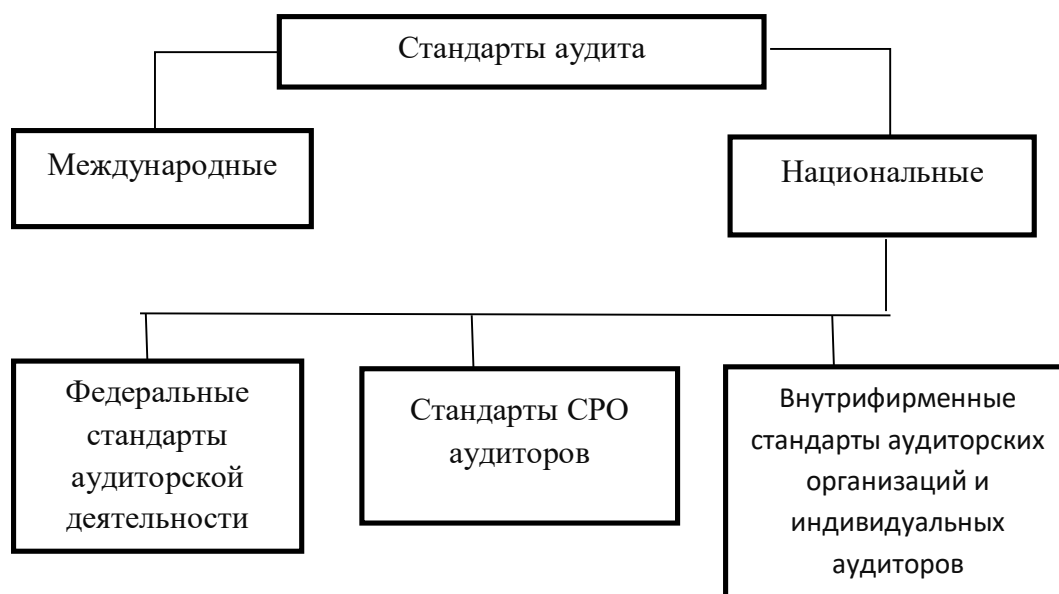 Стандарты аудита
Международные
Национальные
Федеральные
стандарты
аудиторской
деятельности
Стандарты СРО
аудиторов
Внутрифирменные
стандарты аудиторских
организаций и
индивидуальных
аудиторов